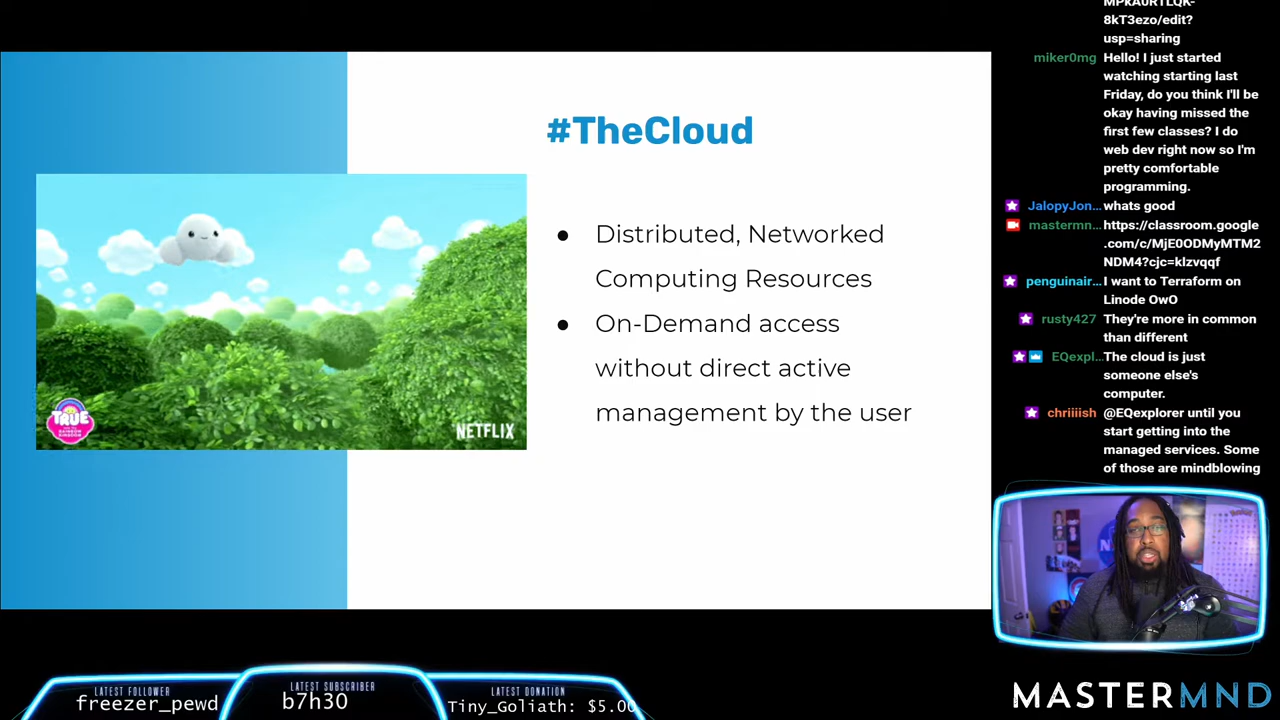 #TheCloud
● Distributed, Networked
Computing Resources
● On-Demand access
without direct active
management by the user
TRUE
NETFLIX
8kT3ezo/edit?
usp=sharing
miker0mg Hello! I just started
watching starting last
Friday, do you think I'll be
okay having missed the
first few classes? I do
web dev right now so I'm
pretty comfortable
programming.
JalopyJon... whats good
mastermn... https://classroom.google
.com/c/MjE0ODMyMTM2
NDM4?cjc=klzvqqf
penguinair... I want to Terraform on
Linode OwO
rusty427 They're more in common
than different
EQexpl... The cloud is just
someone else's
computer.
chriiiish @EQexplorer until you
start getting into the
managed services. Some
of those are mindblowing
LATEST FOLLOWER
freezer_pewd
LATEST SUBSCRIBER
b7h30
LATEST DONATION
Tiny_Goliath: $5.00
MASTERMND